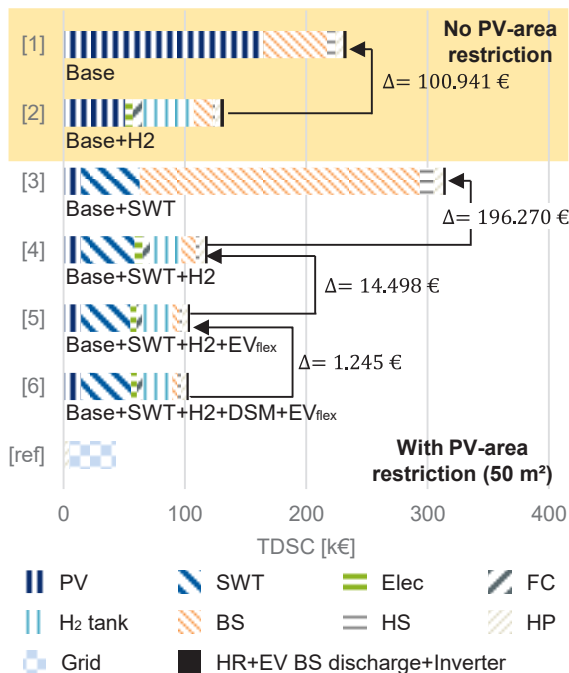 No PV-area
restriction
[1]
Base
Δ= 100.941 €
[2]
Base+H2
[3]
Base+SWT
Δ= 196.270 €
[4]
Base+SWT+H2
Δ= 14.498 €
[5]
Base+SWT+H2+EVflex
Δ= 1.245 €
[6]
Base+SWT+H2+DSM+EVflex
[ref]
With PV-area
restriction (50 m²)
0 100 200 300 400
TDSC [k€]
PV SWT Elec FC
H2 tank BS HS HP
Grid HR+EV BS discharge+Inverter